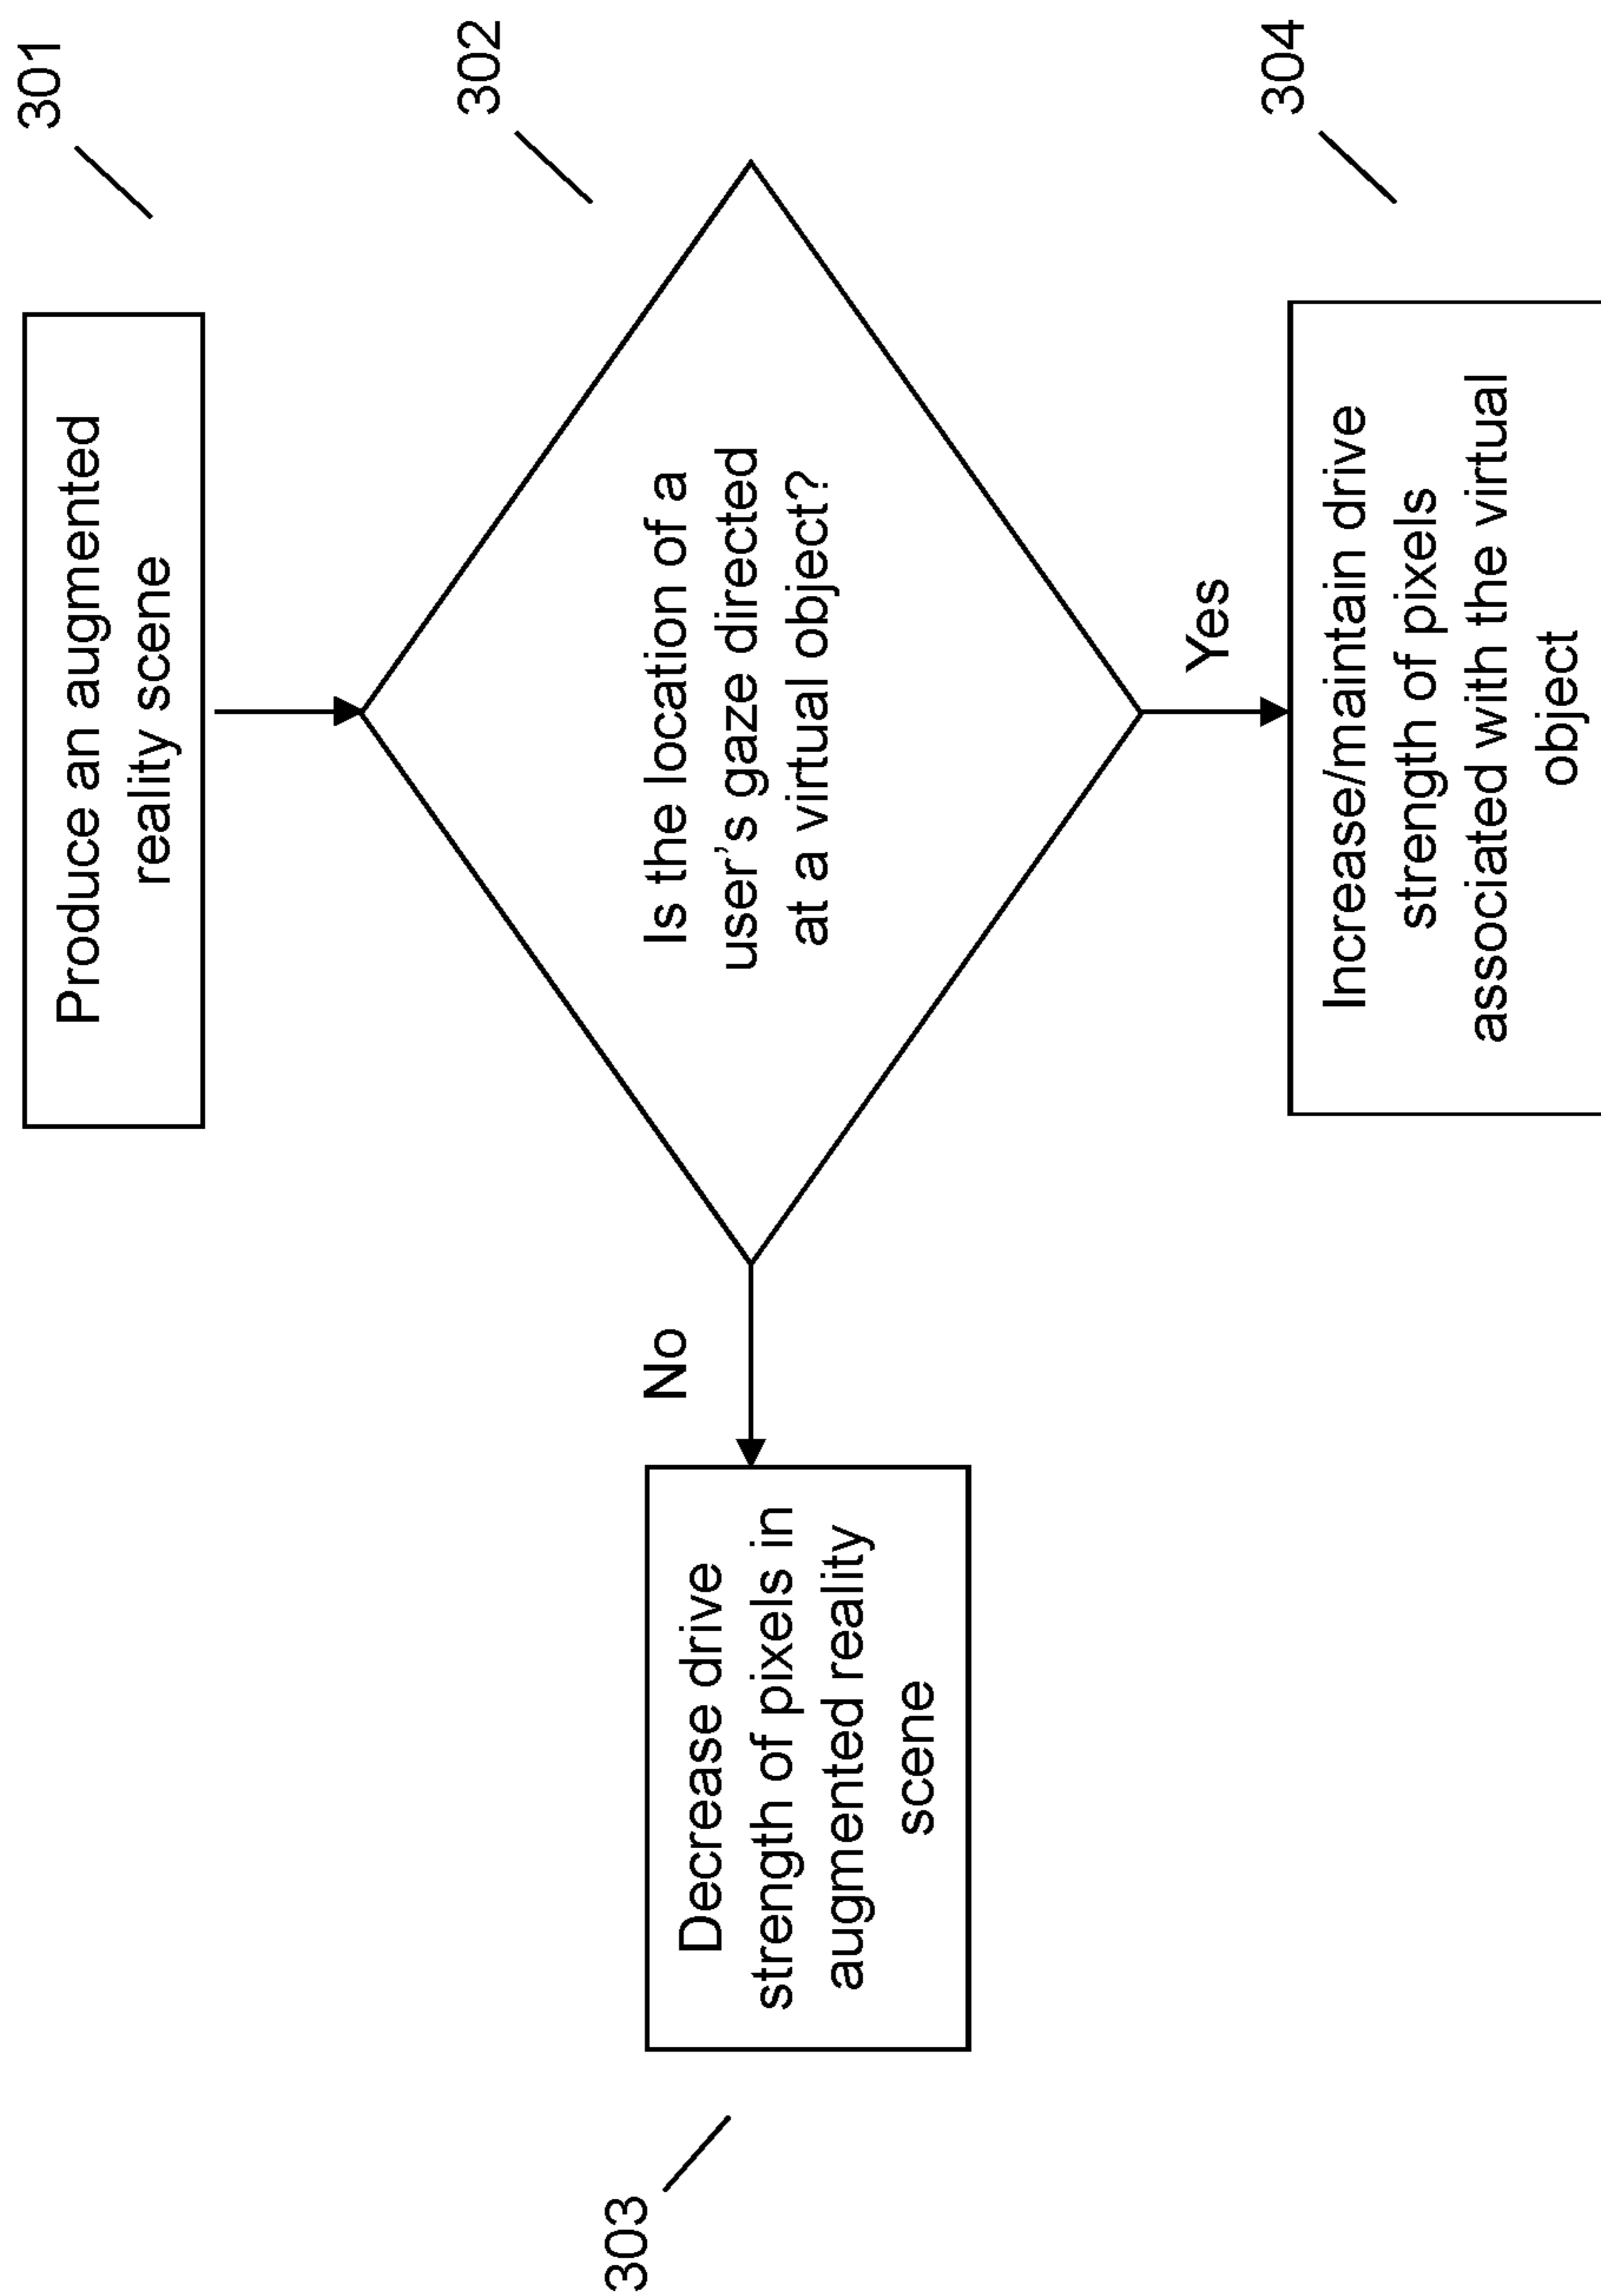 301
Produce an augmented
reality scene
302
Is the location of a
user's gaze directed
at a virtual object?
No
Yes
303
Decrease drive
strength of pixels in
augmented reality
scene
304
Increase/maintain drive
strength of pixels
associated with the virtual
object